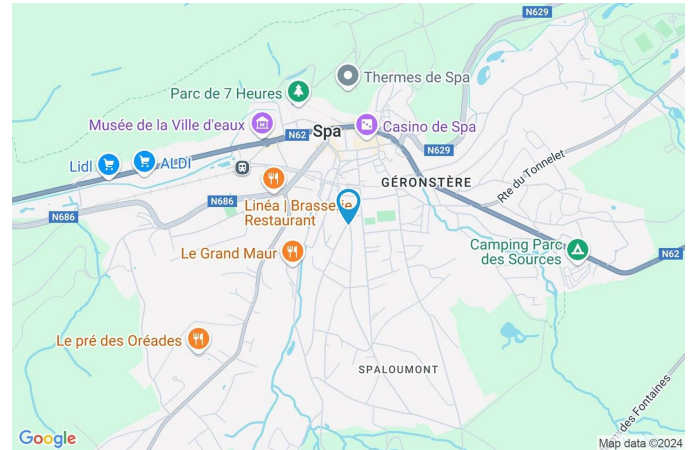 N629
Thermes de Spa
Parc de 7 Heures
Musée de la Ville d'eaux
N62
Spa
Casino de Spa
N629
Lidl
ALDI
Rte du Tonnelet
GÉRONSTÈRE
N686
N686
Linéa | Brasserie
Restaurant
Le Grand Maur
Camping Parc
des Sources
N62
Le pré des Oréades
SPALOUMONT
des Fontaines
Google
Map data ©2024